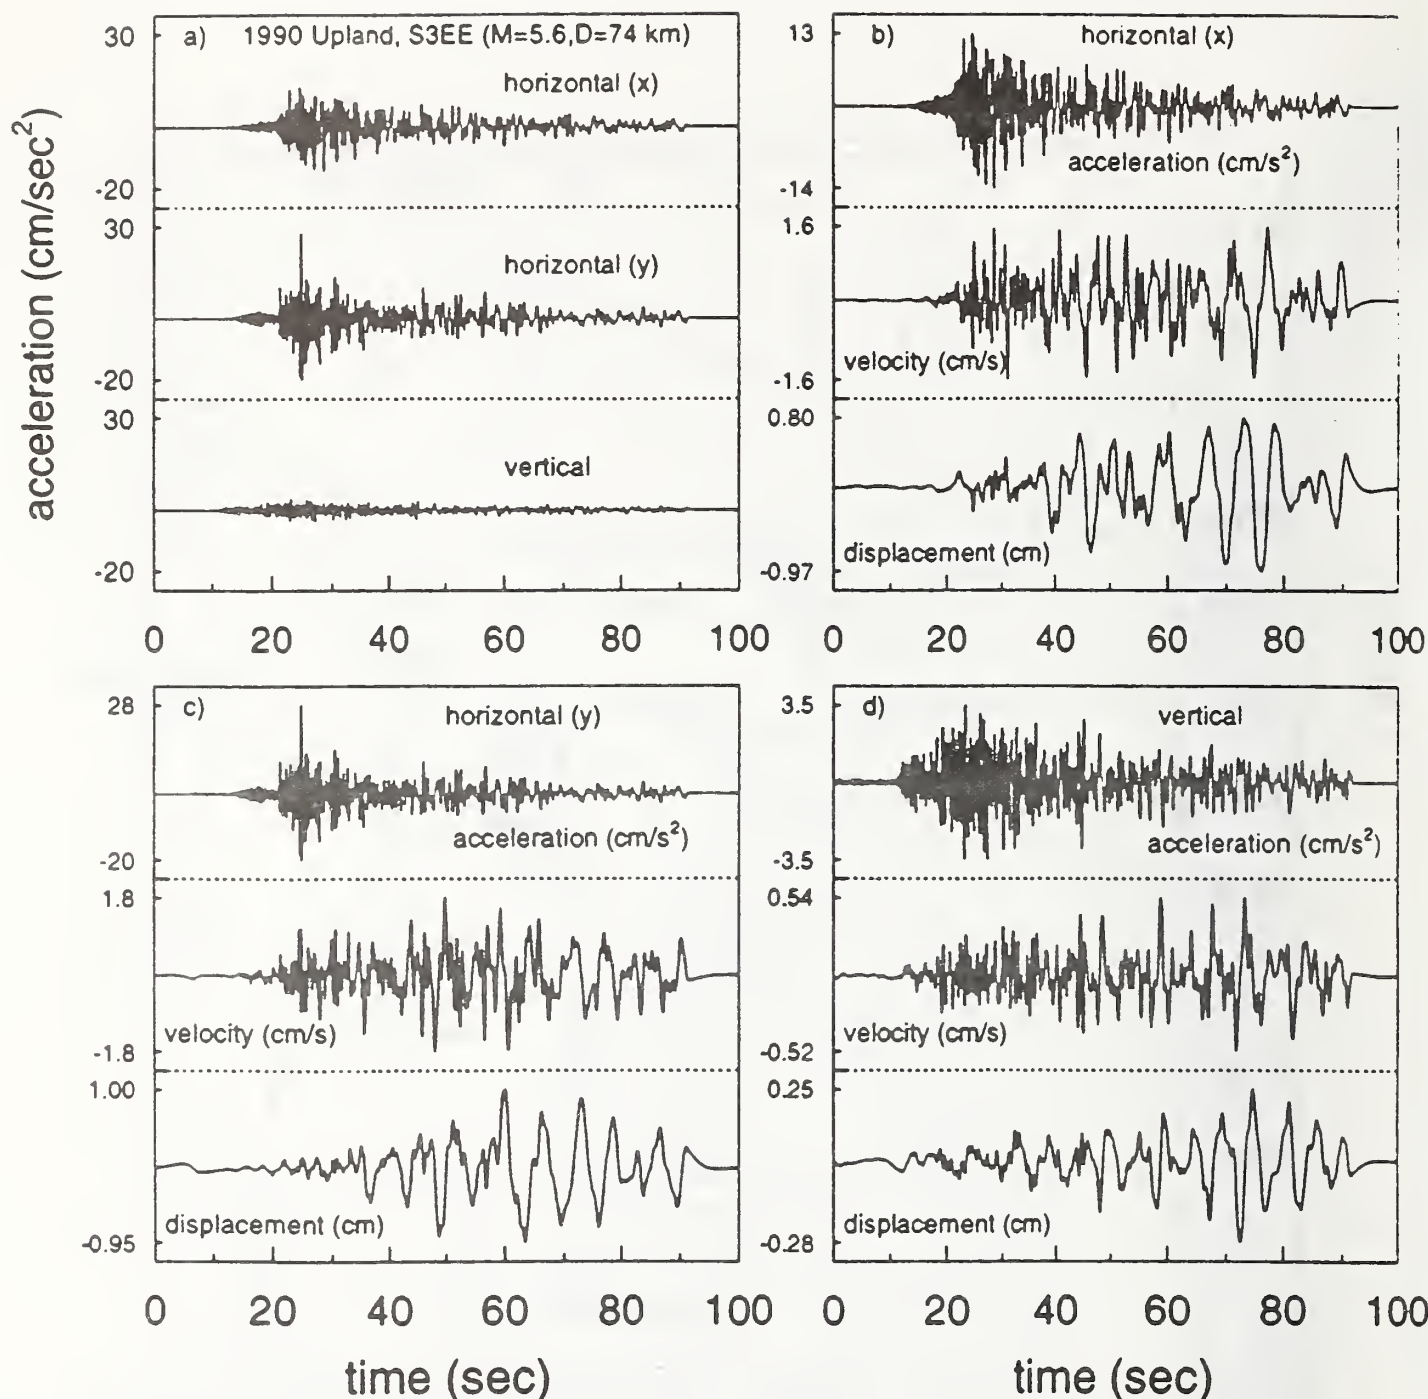 acceleration (cm/sec²)
a) 1990 Upland, S3EE (M=5.6,D=74 km)
30
horizontal (x)
-20
30
horizontal (y)
-20
30
vertical
-20
0 20 40 60 80 100
b) horizontal (x)
13
acceleration (cm/s²)
-14
1.6
velocity (cm/s)
-1.6
0.80
displacement (cm)
-0.97
0 20 40 60 80 100
c) horizontal (y)
28
acceleration (cm/s²)
-20
1.8
velocity (cm/s)
-1.8
1.00
displacement (cm)
-0.95
0 20 40 60 80 100
time (sec)
d) vertical
3.5
acceleration (cm/s²)
-3.5
0.54
velocity (cm/s)
-0.52
0.25
displacement (cm)
-0.28
0 20 40 60 80 100
time (sec)